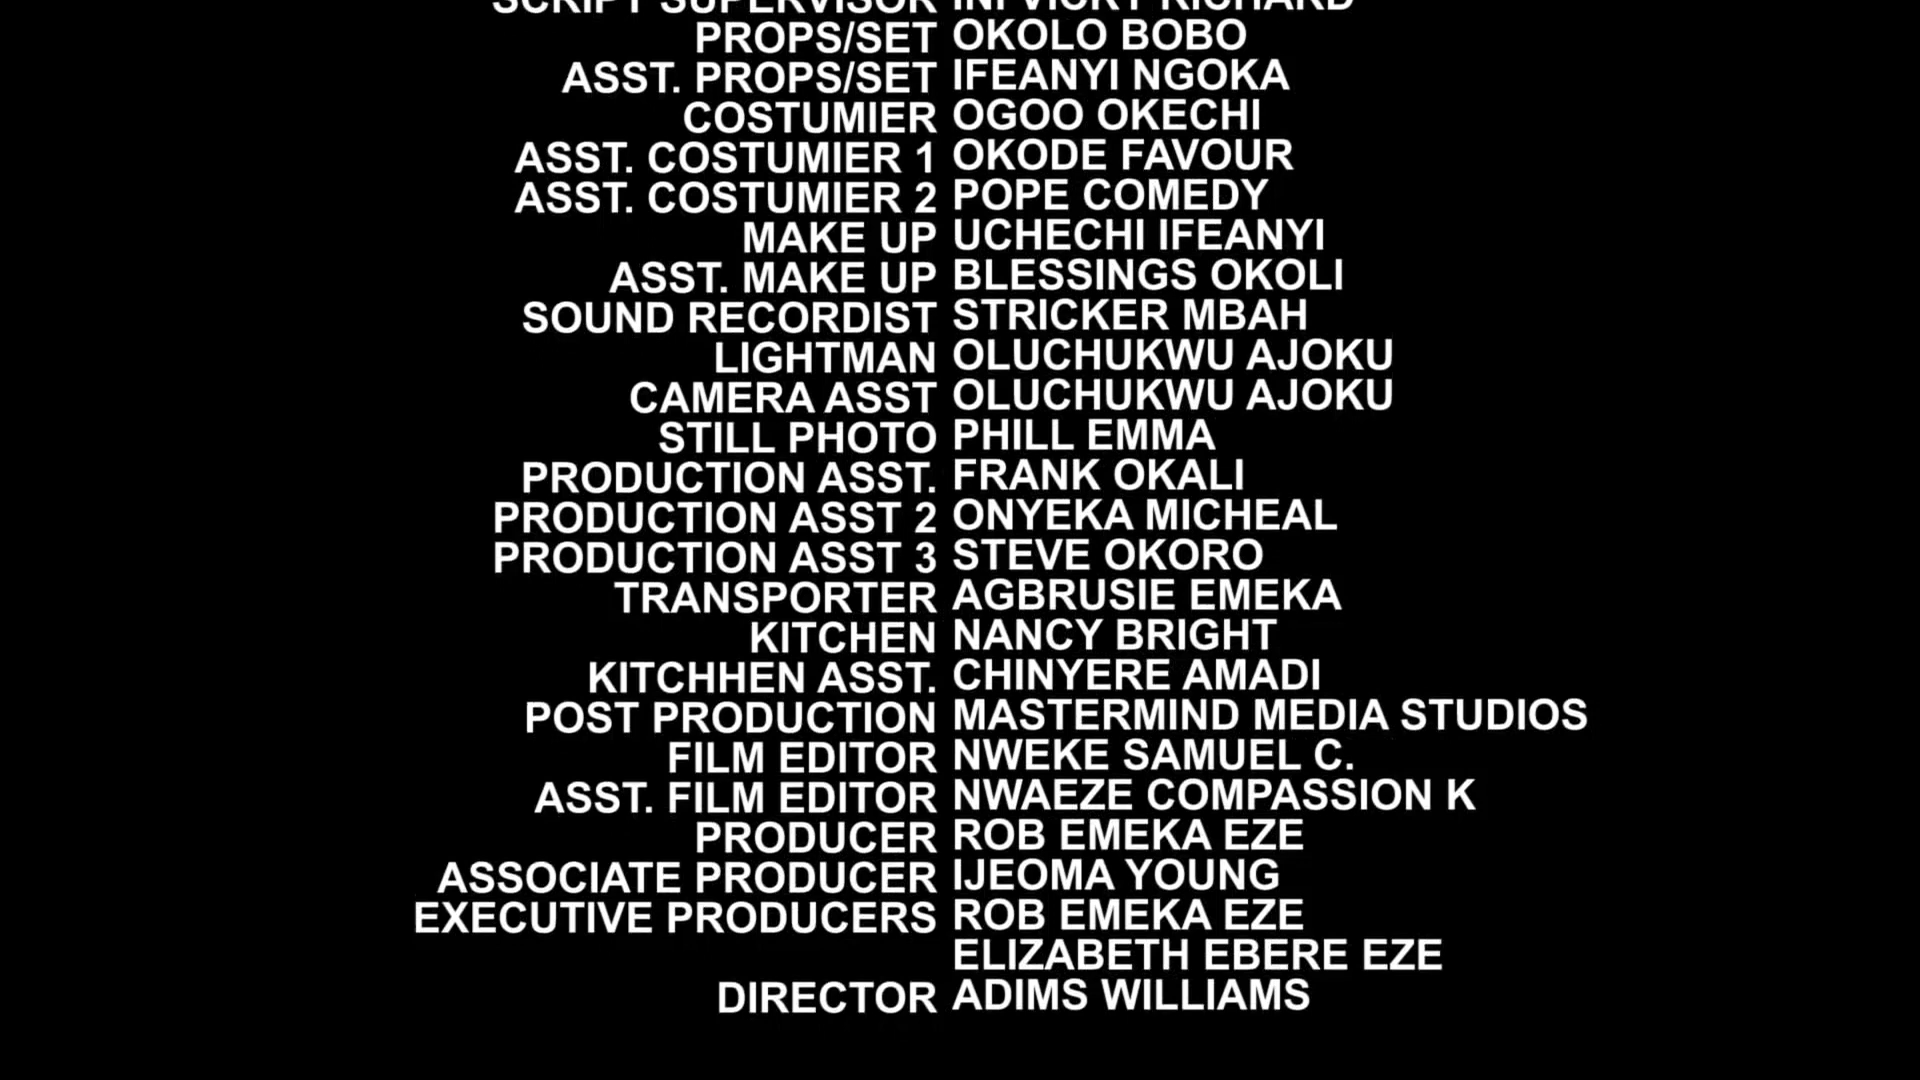 SCRIPT SUPERVISOR INI VICKY RICHARD
PROPS/SET OKOLO BOBO
ASST. PROPS/SET IFEANYI NGOKA
COSTUMIER OGOO OKECHI
ASST. COSTUMIER 1 OKODE FAVOUR
ASST. COSTUMIER 2 POPE COMEDY
MAKE UP UCHECHI IFEANYI
ASST. MAKE UP BLESSINGS OKOLI
SOUND RECORDIST STRICKER MBAH
LIGHTMAN OLUCHUKWU AJOKU
CAMERA ASST OLUCHUKWU AJOKU
STILL PHOTO PHILL EMMA
PRODUCTION ASST. FRANK OKALI
PRODUCTION ASST 2 ONYEKA MICHEAL
PRODUCTION ASST 3 STEVE OKORO
TRANSPORTER AGBRUSIE EMEKA
KITCHEN NANCY BRIGHT
KITCHHEN ASST. CHINYERE AMADI
POST PRODUCTION MASTERMIND MEDIA STUDIOS
FILM EDITOR NWEKE SAMUEL C.
ASST. FILM EDITOR NWAEZE COMPASSION K
PRODUCER ROB EMEKA EZE
ASSOCIATE PRODUCER IJEOMA YOUNG
EXECUTIVE PRODUCERS ROB EMEKA EZE
ELIZABETH EBERE EZE
DIRECTOR ADIMS WILLIAMS